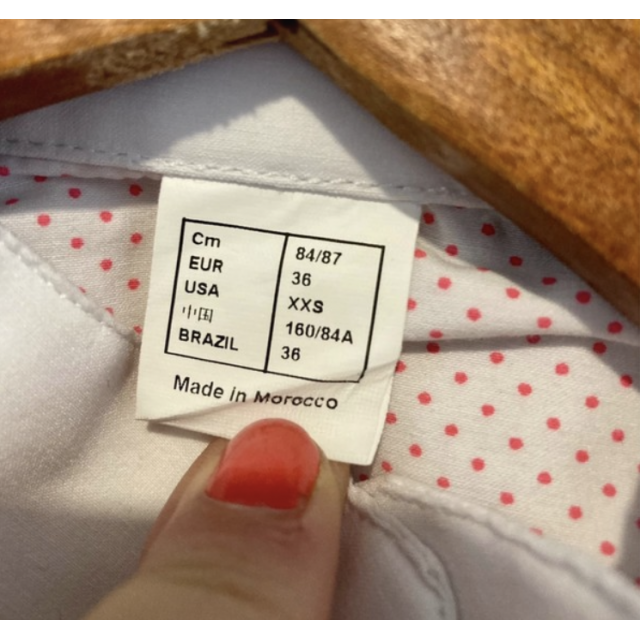 Cm 84/87
EUR 36
USA XXS
中国 160/84A
BRAZIL 36
Made in Morocco